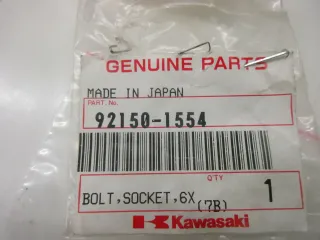 GENUINE PARTS
MADE IN JAPAN
PART. No.
92150-1554
QTY
BOLT,SOCKET,6X (7B) 1
Kawasaki